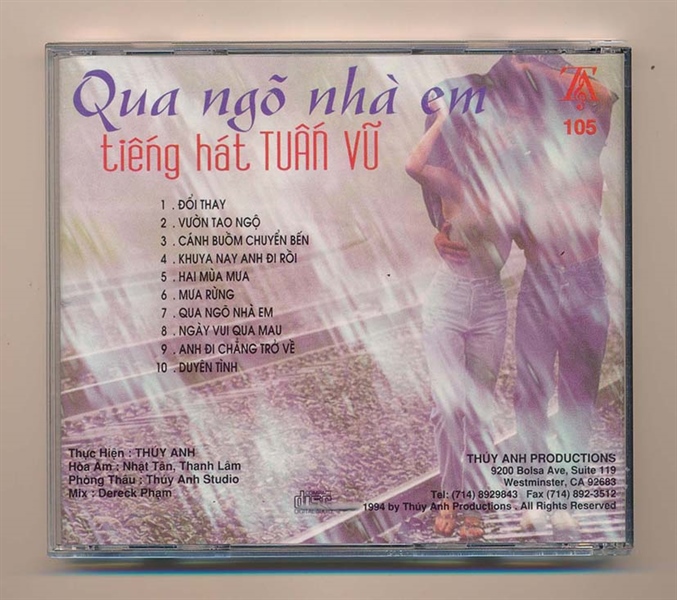 Qua ngõ nhà em
tiếng hát TUẤN VŨ
TA
105
1 . ĐỔI THAY
2 . VƯỜN TAO NGỘ
3 . CÁNH BUỒM CHUYỂN BẾN
4 . KHUYA NAY ANH ĐI RỒI
5 . HAI MÙA MƯA
6 . MƯA RỪNG
7 . QUA NGÕ NHÀ EM
8 . NGÀY VUI QUA MAU
9 . ANH ĐI CHẲNG TRỞ VỀ
10 . DUYÊN TÌNH
Thực Hiện : THÚY ANH
Hòa Âm : Nhật Tân, Thanh Lâm
Phòng Thâu : Thúy Anh Studio
Mix : Dereck Phạm
disc
THÚY ANH PRODUCTIONS
9200 Bolsa Ave, Suite 119
Westminster, CA 92683
Tel: (714) 8929843 Fax (714) 892-3512
1994 by Thúy Anh Productions . All Rights Reserved